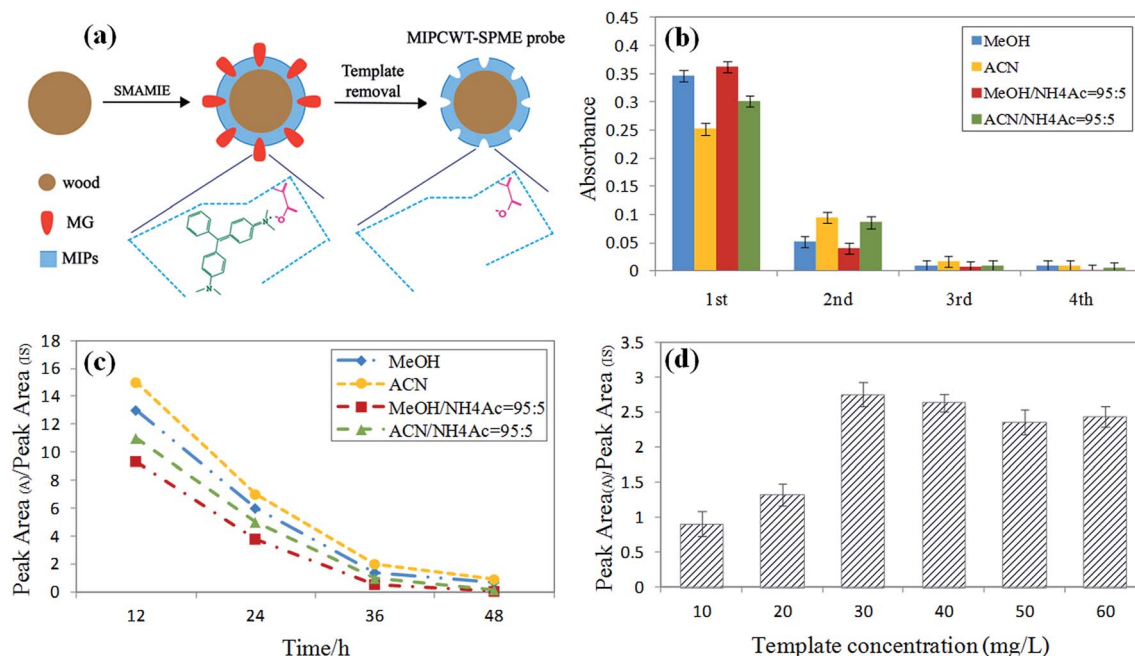 (a)
MIPCWT-SPME probe
SMAMIE
Template
removal
wood
MG
MIPs
N
O
N
O
(b)
Absorbance
0.45
0.4
0.35
0.3
0.25
0.2
0.15
0.1
0.05
0
1st 2nd 3rd 4th
MeOH
ACN
MeOH/NH4Ac=95:5
ACN/NH4Ac=95:5
(c)
Peak Area (A)/Peak Area (IS)
18
16
14
12
10
8
6
4
2
0
12 24 36 48
Time/h
MeOH
ACN
MeOH/NH4Ac=95:5
ACN/NH4Ac=95:5
(d)
Peak Area(A)/Peak Area (IS)
3.5
3
2.5
2
1.5
1
0.5
0
10 20 30 40 50 60
Template concentration (mg/L)